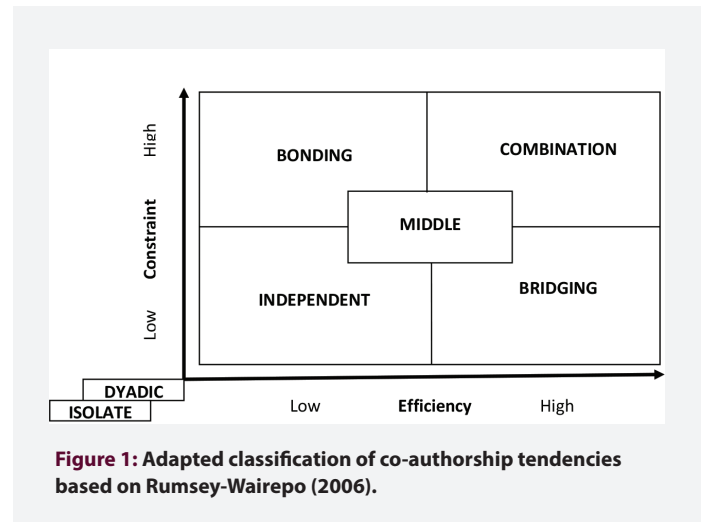 High
Constraint
Low
BONDING
COMBINATION
MIDDLE
INDEPENDENT
BRIDGING
DYADIC
ISOLATE
Low
Efficiency
High
Figure 1: Adapted classification of co-authorship tendencies
based on Rumsey-Wairepo (2006).